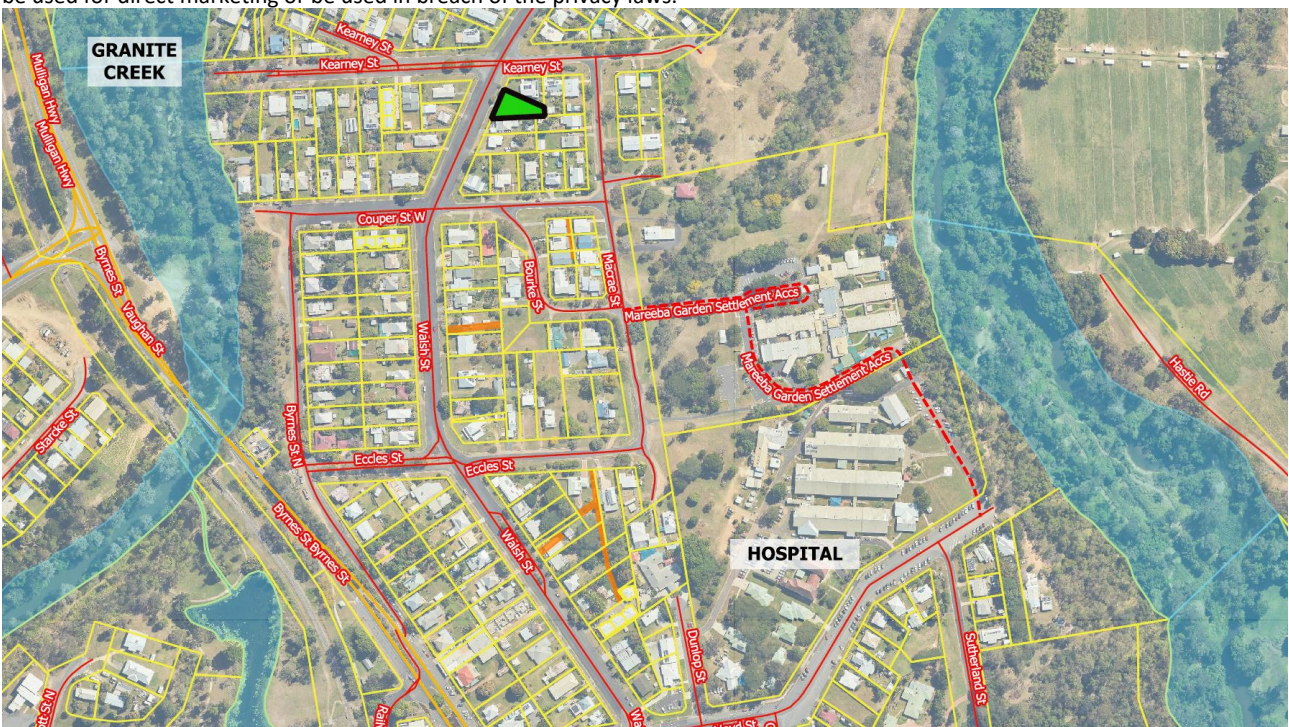 be used for direct marketing or be used in breach of the privacy laws.
GRANITE
CREEK
Kearney St
Kearney St
Kearney St
Mulligan Hwy
Mulligan Hwy
Couper St W
Bourke St
Macrae St
Mareeba Garden Settlement Accs
Mareeba Garden Settlement Accs
Byrnes St
Vaughan St
Walsh St
Hastie Rd
Starcke St
Byrnes St N
Eccles St
Eccles St
Byrnes St
Byrnes St
Walsh St
HOSPITAL
Dunlop St
Sutherland St